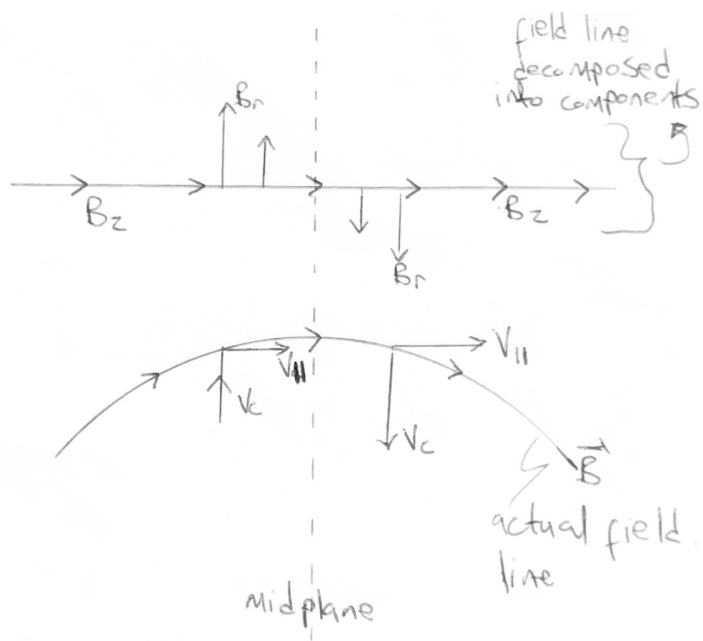 field line
decomposed
into components
Br
Bz
Bz
Br
V||
V||
Vc
Vc
B
actual field
line
midplane